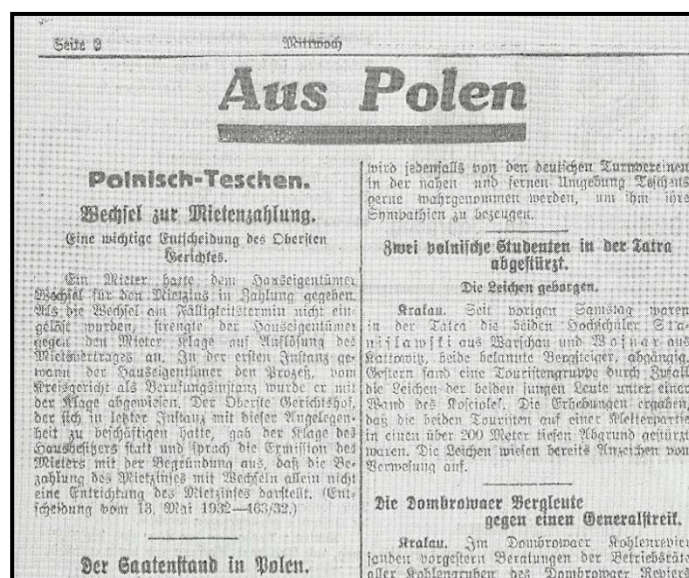 Seite 3
Mittwoch
Aus Polen
Polnisch-Teschen.
Wechsel zur Mietenzahlung.
Eine wichtige Entscheidung des Obersten
Gerichtes.
Ein Mieter hatte dem Hauseigentümer
Wechsel für den Mietzins in Zahlung gegeben.
Als die Wechsel am Fälligkeitstermin nicht ein-
gelöst wurden, strengte der Hauseigentümer
gegen den Mieter Klage auf Auflösung des
Mietsvertrages an. In der ersten Instanz ge-
wann der Hauseigentümer den Prozeß, vom
Kreisgericht als Berufungsinstanz wurde er mit
der Klage abgewiesen. Der Oberste Gerichtshof,
der sich in letzter Instanz mit dieser Angelegen-
heit zu beschäftigen hatte, gab der Klage des
Hausbesitzers statt und sprach die Exmission des
Mieters mit der Begründung aus, daß die Be-
zahlung des Mietzinses mit Wechseln allein nicht
eine Entrichtung des Mietzinses darstellt. (Ent-
scheidung vom 13. Mai 1932—463/32.)
Der Saatenstand in Polen.
wird jedenfalls von den deutschen Turnvereinen
in der nahen und fernen Umgebung Teschens
gerne wahrgenommen werden, um ihm ihre
Sympathien zu bezeugen.
Zwei polnische Studenten in der Tatra
abgestürzt.
Die Leichen geborgen.
Krakau. Seit vorigen Samstag waren
in der Tatra die beiden Hochschüler Sta-
nislawski aus Warschau und Wojnar aus
Kattowitz, beide bekannte Bergsteiger, abgängig.
Gestern fand eine Touristengruppe durch Zufall
die Leichen der beiden jungen Leute unter einer
Wand des Kosciolek. Die Erhebungen ergaben,
daß die beiden Touristen auf einer Kletterpartie
in einen über 200 Meter tiefen Abgrund gestürzt
waren. Die Leichen wiesen bereits Anzeichen von
Verwesung auf.
Die Dombrowaer Bergleute
gegen einen Generalstreik.
Krakau. Im Dombrowaer Kohlenrevier
fanden vorgestern Beratungen der Betriebsräte
aller Kohlengruben des Dombrowaer Reviers